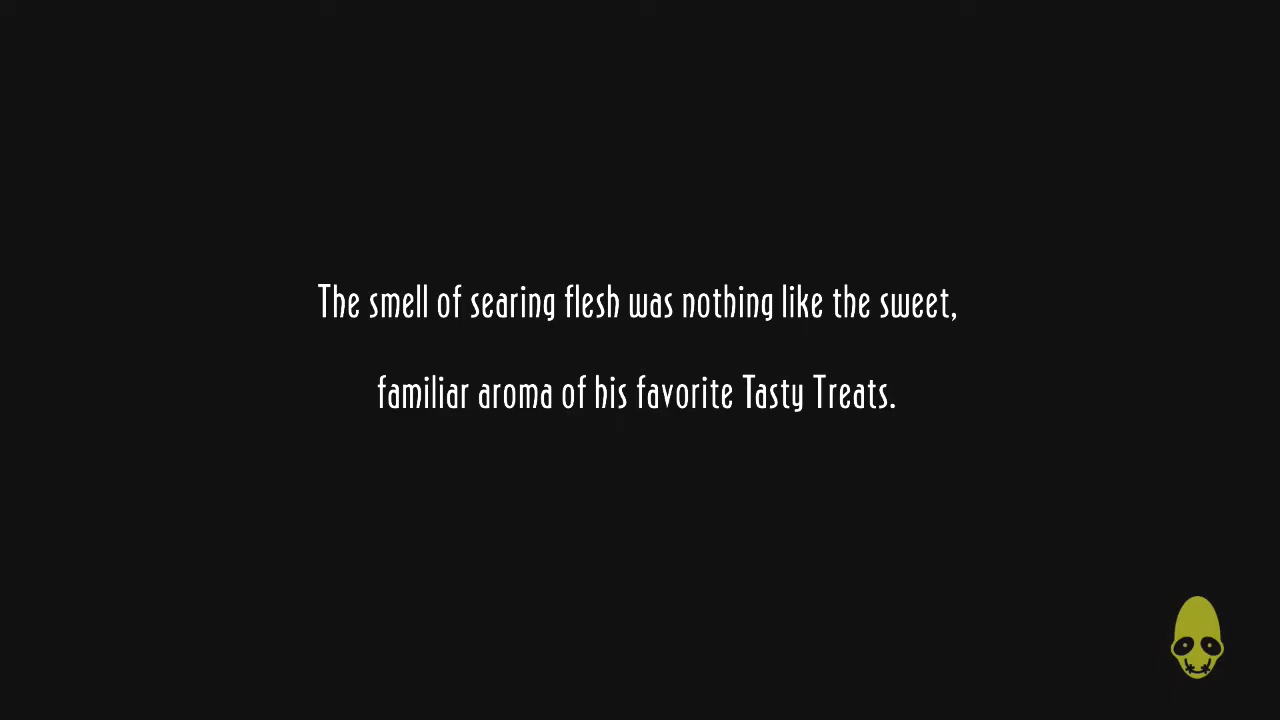 The smell of searing flesh was nothing like the sweet,
familiar aroma of his favorite Tasty Treats.